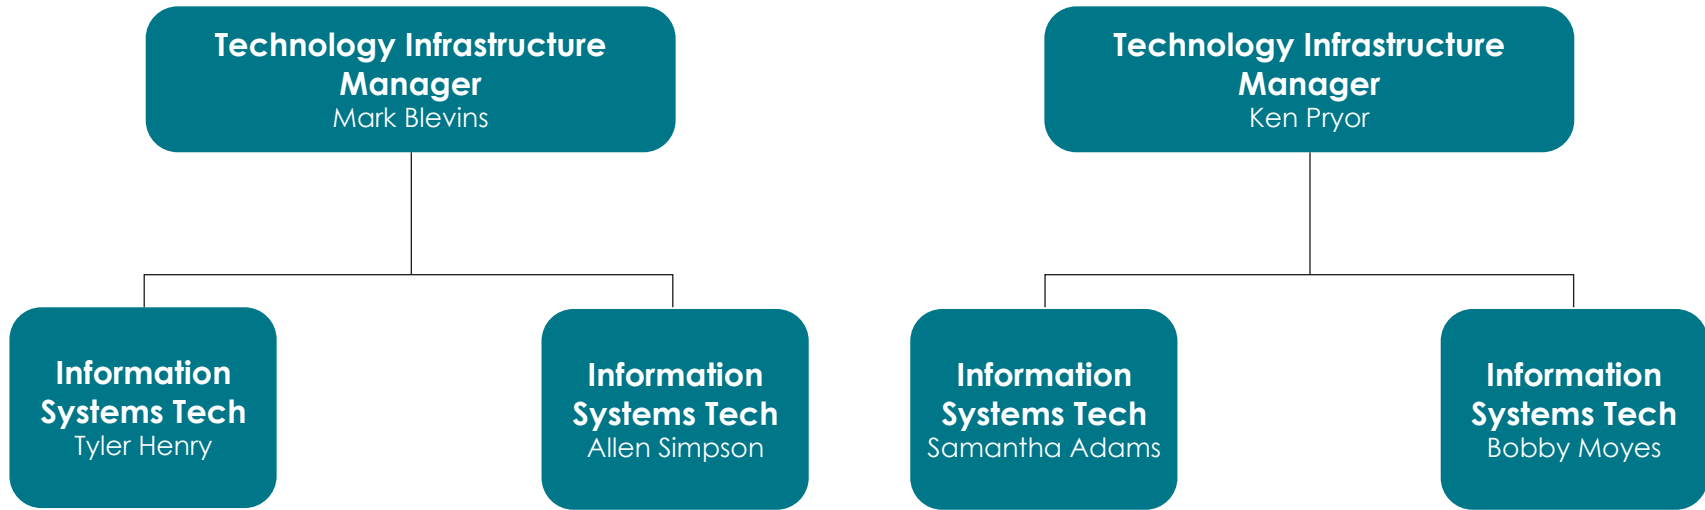 Technology Infrastructure
Manager
Mark Blevins
Technology Infrastructure
Manager
Ken Pryor
Information
Systems Tech
Tyler Henry
Information
Systems Tech
Allen Simpson
Information
Systems Tech
Samantha Adams
Information
Systems Tech
Bobby Moyes